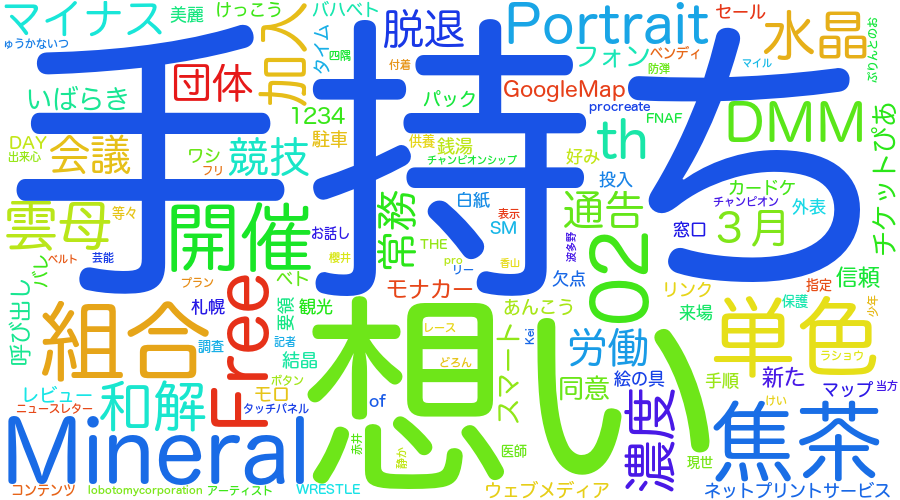 マイナス
美麗
けっこう
バハベト
脱退
Portrait
セール
水晶
ゅうかないつ
タイム
四隅
付着
フォン
ベンディ
防弾
マイル
ぷりんとのお
手持ち
加入
団体
いばらき
パック
GoogleMap
procreate
DMM
1234
th
FNAF
DAY
出来心
会議
ワシ
フリ
競技
駐車
供養
銭湯
チャンピオンシップ
好み
投入
カードケ
チケットぴあ
雲母
等々
開催
お話し
常務
白紙
表示
SM
通告
チャンピオン
窓口
3月
外表
バレ
ベルト
芸能
櫻井
THE
pro
リー
香山
波多野
02
欠点
リンク
指定
信頼
呼び出し
プラン
ベト
モナカー
保護
少年
組合
Free
札幌
要領
観光
あんこう
来場
単色
調査
記者
結晶
レース
どろん
スマート
Kei
労働
ラショウ
想い
レビュー
和解
モロ
ボタン
同意
絵の具
手順
新た
マップ
当方
ニュースレター
タッチパネル
of
けい
Mineral
赤井
静か
医師
濃度
現世
焦茶
コンテンツ
lobotomycorporation
アーティスト
WRESTLE
ウェブメディア
ネットプリントサービス